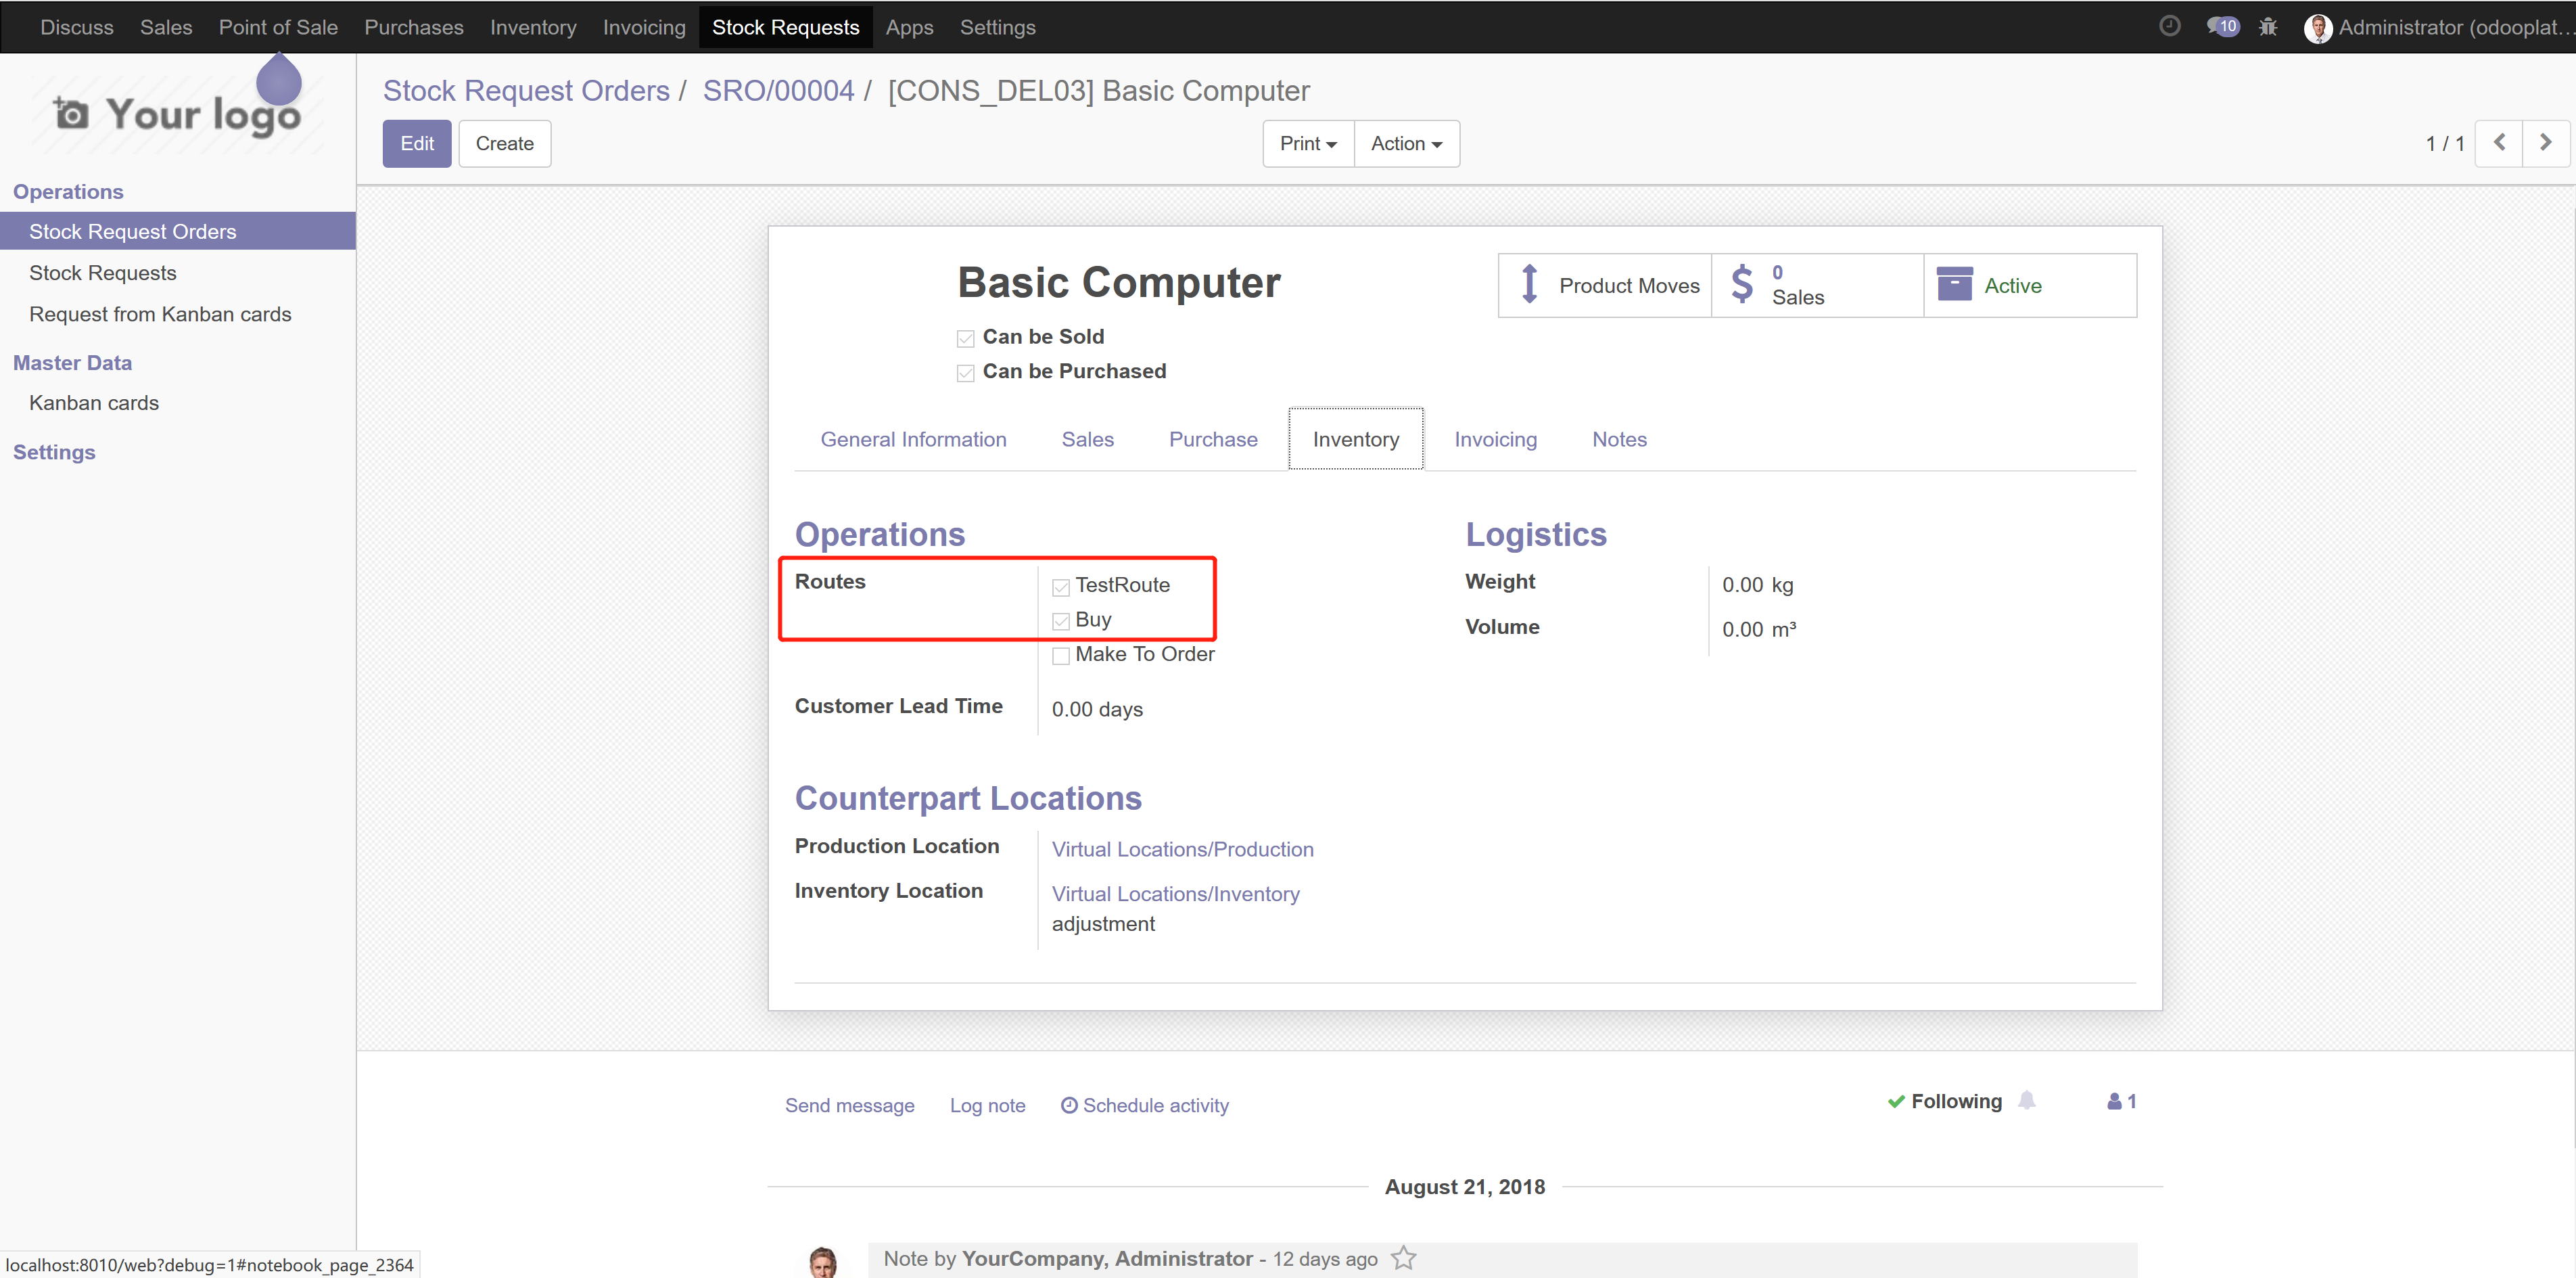 Discuss Sales Point of Sale Purchases Inventory Invoicing Stock Requests Apps Settings 10 Administrator (odooplat...
Your logo
Stock Request Orders / SRO/00004 / [CONS_DEL03] Basic Computer
Edit Create Print Action 1 / 1
Operations
Stock Request Orders
Stock Requests
Request from Kanban cards
Master Data
Kanban cards
Settings
Basic Computer
Product Moves
0
Sales
Active
Can be Sold
Can be Purchased
General Information Sales Purchase Inventory Invoicing Notes
Operations
Routes TestRoute
Buy
Make To Order
Customer Lead Time 0.00 days
Logistics
Weight 0.00 kg
Volume 0.00 m³
Counterpart Locations
Production Location Virtual Locations/Production
Inventory Location Virtual Locations/Inventory
adjustment
Send message Log note Schedule activity Following 1
August 21, 2018
Note by YourCompany, Administrator - 12 days ago
localhost:8010/web?debug=1#notebook_page_2364